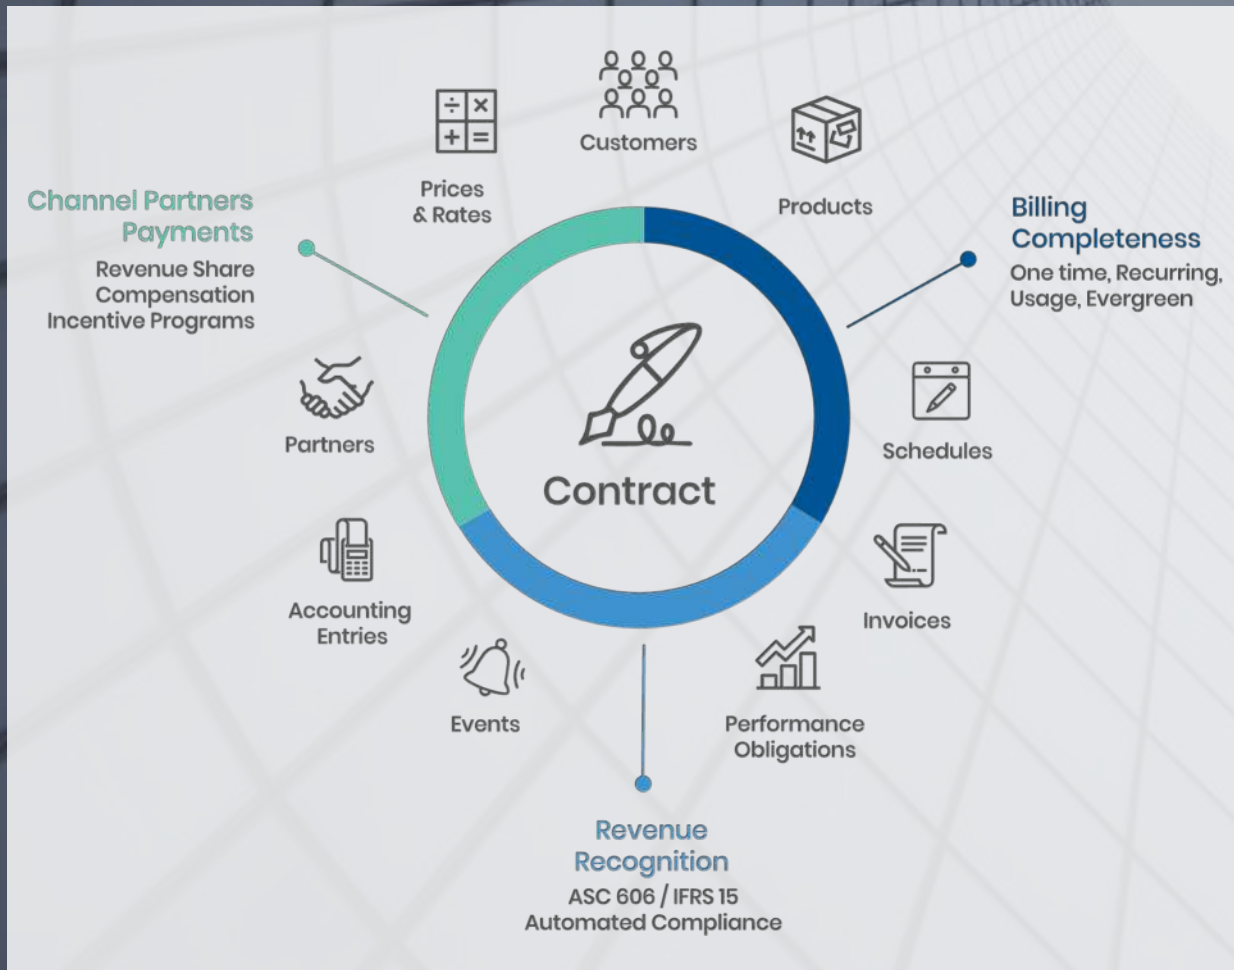 Customers
Prices
& Rates
Products
Channel Partners
Payments
Revenue Share
Compensation
Incentive Programs
Billing
Completeness
One time, Recurring,
Usage, Evergreen
Contract
Partners
Schedules
Accounting
Entries
Invoices
Events
Performance
Obligations
Revenue
Recognition
ASC 606 / IFRS 15
Automated Compliance